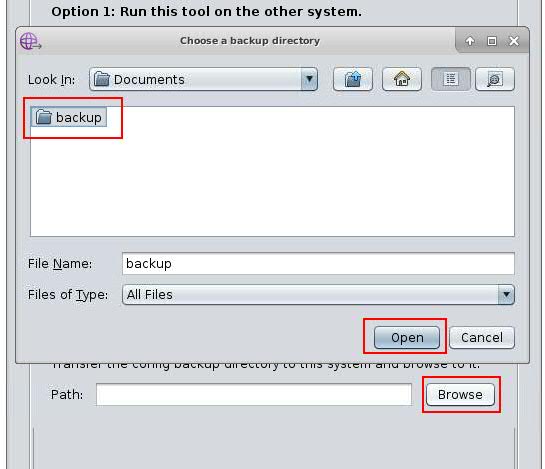 Option 1: Run this tool on the other system.
Choose a backup directory
Look In: Documents
backup
File Name: backup
Files of Type: All Files
Open Cancel
Transfer the config backup directory to this system and browse to it.
Path: Browse